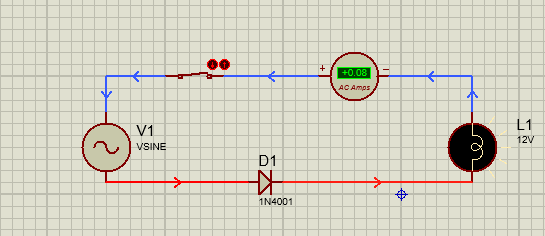 + +0.08 −
AC Amps
V1
VSINE
L1
12V
D1
1N4001